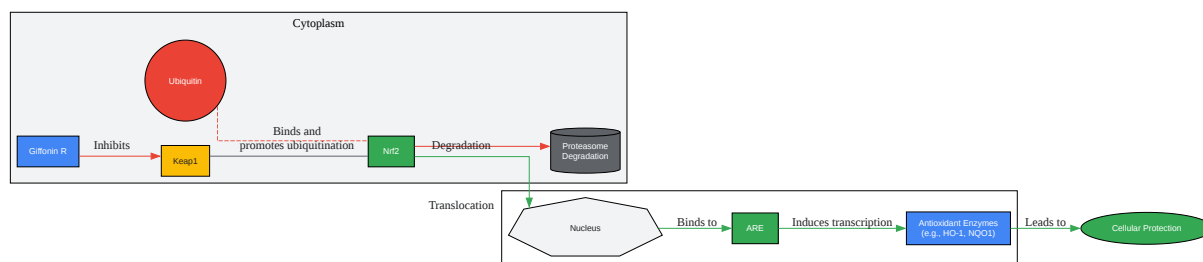 Cytoplasm
Ubiquitin
Giffonin R
Inhibits
Keap1
Binds and
promotes ubiquitination
Nrf2
Degradation
Proteasome
Degradation
Translocation
Nucleus
Binds to
ARE
Induces transcription
Antioxidant Enzymes
(e.g., HO-1, NQO1)
Leads to
Cellular Protection